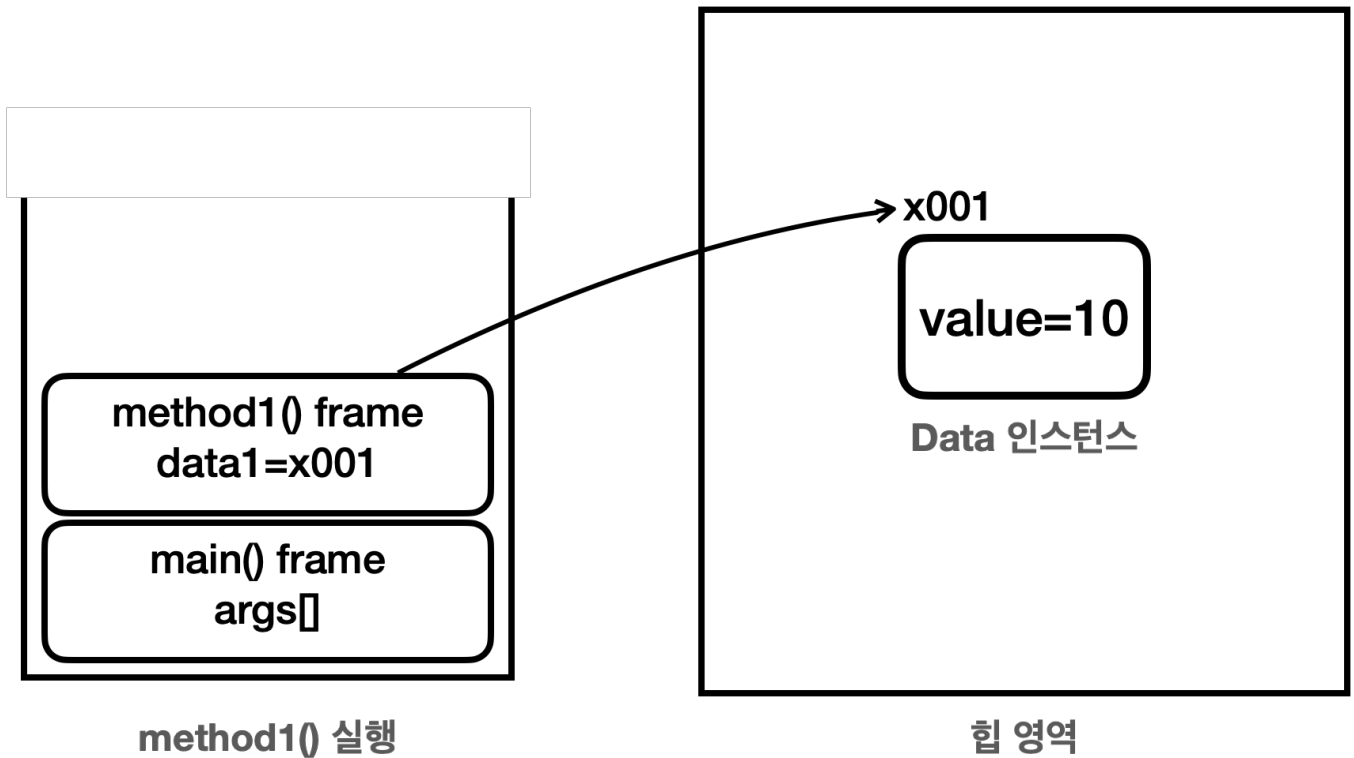 method1() frame
data1=x001
main() frame
args[]
method1() 실행
x001
value=10
Data 인스턴스
힙 영역